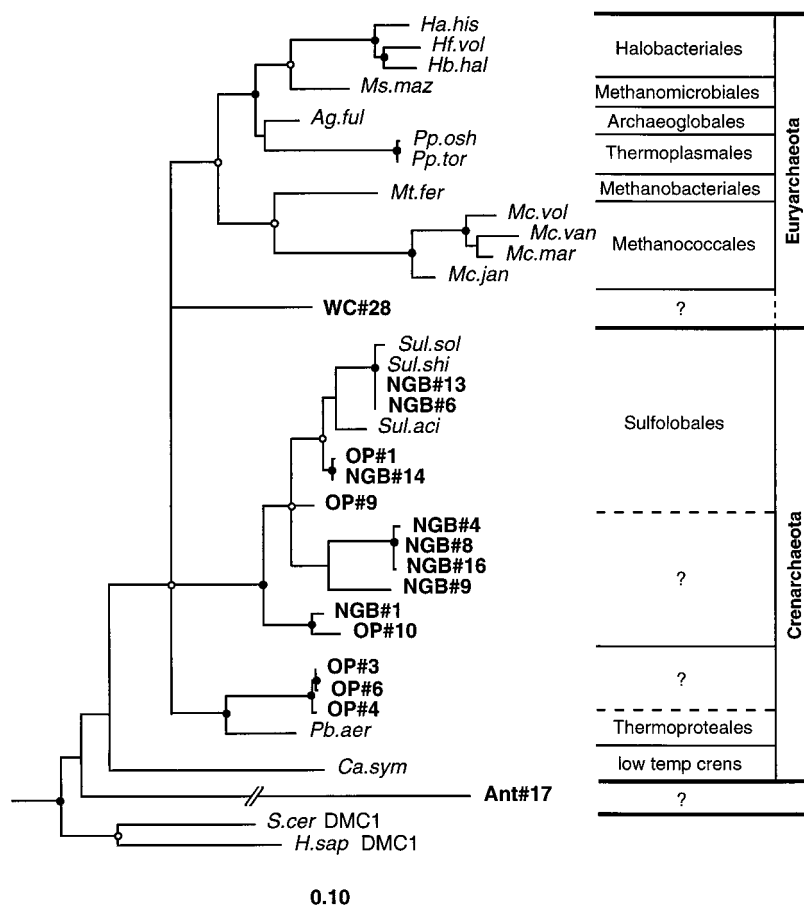 Ha.his
Hf.vol
Hb.hal
Halobacteriales
Ms.maz
Methanomicrobiales
Ag.ful
Archaeoglobales
Pp.osh
Pp.tor
Thermoplasmales
Mt.fer
Methanobacteriales
Mc.vol
Mc.van
Mc.mar
Mc.jan
Methanococcales
Euryarchaeota
WC#28
?
Sul.sol
Sul.shi
NGB#13
NGB#6
Sul.aci
Sulfolobales
OP#1
NGB#14
OP#9
NGB#4
NGB#8
NGB#16
NGB#9
?
NGB#1
OP#10
Crenarchaeota
OP#3
OP#6
?
OP#4
Pb.aer
Thermoproteales
Ca.sym
low temp crens
Ant#17
?
S.cer DMC1
H.sap DMC1
0.10